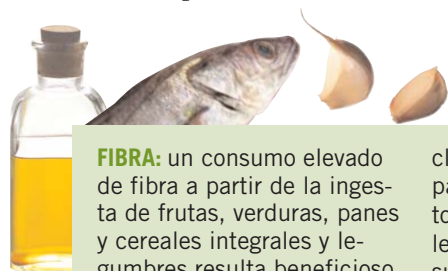 FIBRA: un consumo elevado
de fibra a partir de la inges-
ta de frutas, verduras, panes
y cereales integrales y le-
gumbres resulta beneficioso